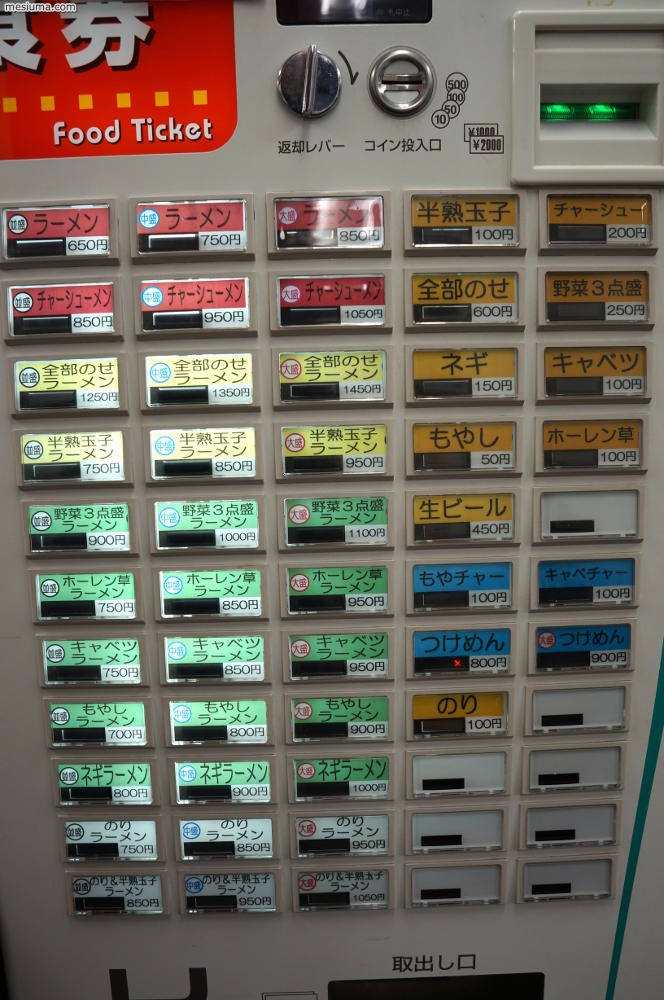 mesiuma.com
食券
Food Ticket
札中止
返却レバー
コイン投入口
500
100
50
10
¥1000
¥2000
並盛 ラーメン 650円
中盛 ラーメン 750円
大盛 ラーメン 850円
半熟玉子 100円
チャーシュー 200円
並盛 チャーシューメン 850円
中盛 チャーシューメン 950円
大盛 チャーシューメン 1050円
全部のせ 600円
野菜3点盛 250円
並盛 全部のせ ラーメン 1250円
中盛 全部のせ ラーメン 1350円
大盛 全部のせ ラーメン 1450円
ネギ 150円
キャベツ 100円
並盛 半熟玉子 ラーメン 750円
中盛 半熟玉子 ラーメン 850円
大盛 半熟玉子 ラーメン 950円
もやし 50円
ホーレン草 100円
並盛 野菜3点盛 ラーメン 900円
中盛 野菜3点盛 ラーメン 1000円
大盛 野菜3点盛 ラーメン 1100円
生ビール 450円
並盛 ホーレン草 ラーメン 750円
中盛 ホーレン草 ラーメン 850円
大盛 ホーレン草 ラーメン 950円
もやチャー 100円
キャベチャー 100円
並盛 キャベツ ラーメン 750円
中盛 キャベツ ラーメン 850円
大盛 キャベツ ラーメン 950円
つけめん 800円
大盛 つけめん 900円
並盛 もやし ラーメン 700円
中盛 もやし ラーメン 800円
大盛 もやし ラーメン 900円
のり 100円
並盛 ネギラーメン 800円
中盛 ネギラーメン 900円
大盛 ネギラーメン 1000円
並盛 のり ラーメン 750円
中盛 のり ラーメン 850円
大盛 のり ラーメン 950円
並盛 のり&半熟玉子 ラーメン 850円
中盛 のり&半熟玉子 ラーメン 950円
大盛 のり&半熟玉子 ラーメン 1050円
取出し口